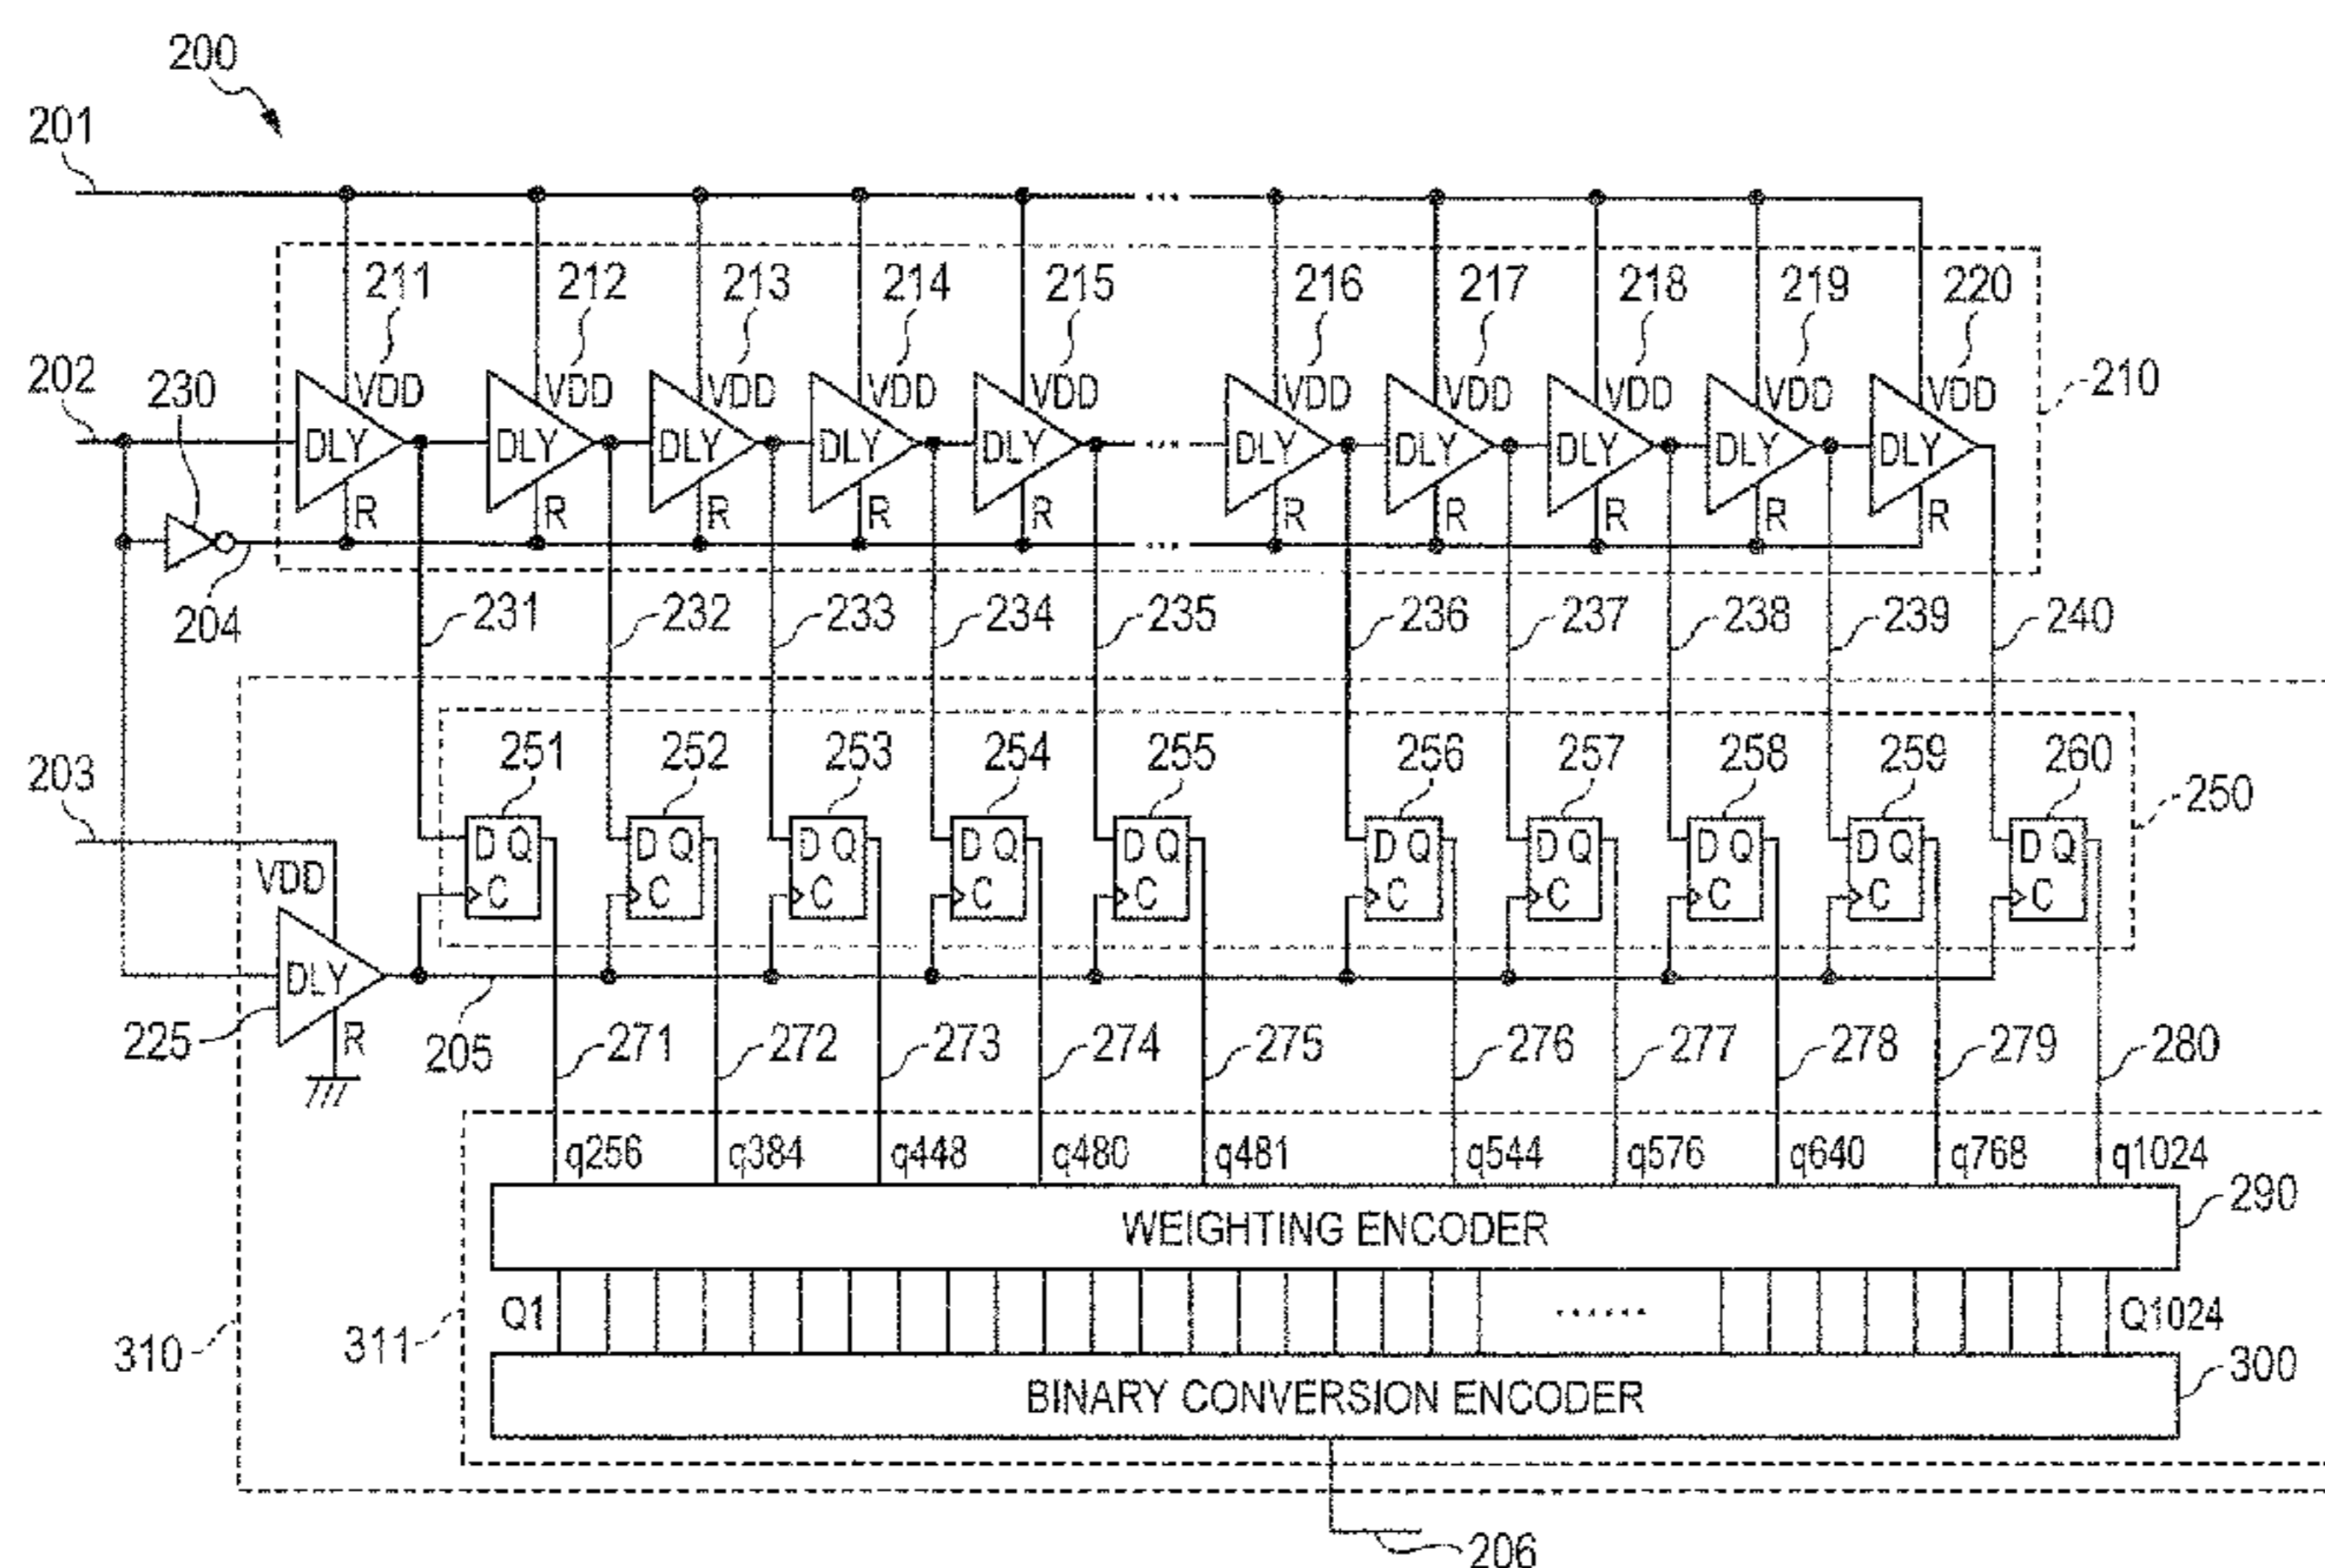 200
201
211 212 213 214 215 216 217 218 219 220
202 230 VDD VDD VDD VDD VDD VDD VDD VDD VDD VDD 210
DLY DLY DLY DLY DLY DLY DLY DLY DLY DLY
R R R R R R R R R R
204 231 232 233 234 235 236 237 238 239 240
203 251 252 253 254 255 256 257 258 259 260 250
D Q D Q D Q D Q D Q D Q D Q D Q D Q D Q
VDD C C C C C C C C C C
DLY
225 R 205 271 272 273 274 275 276 277 278 279 280
q256 q384 q448 q480 q481 q544 q576 q640 q768 q1024
WEIGHTING ENCODER 290
310 311 Q1 ...... Q1024
BINARY CONVERSION ENCODER 300
206